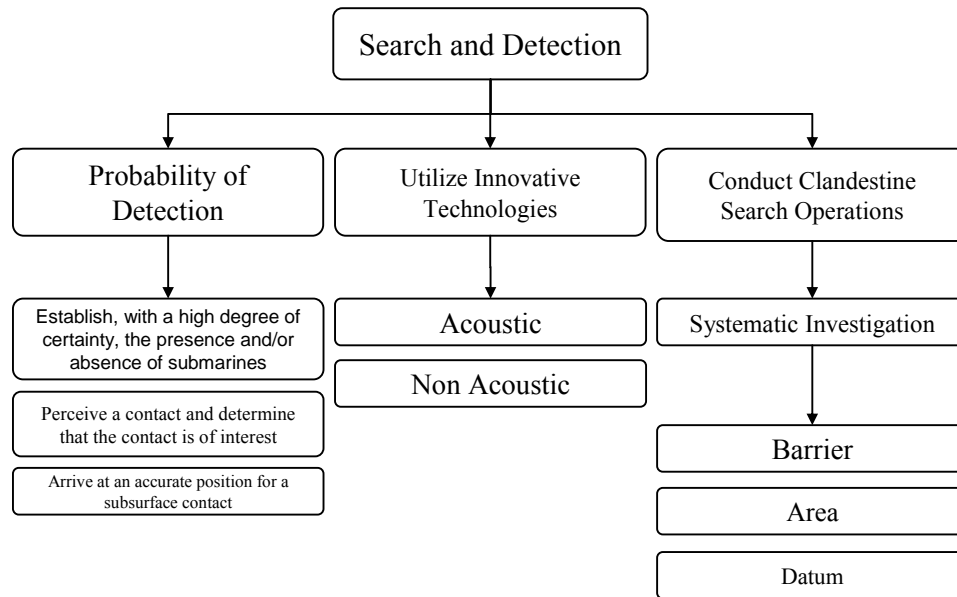 Search and Detection
Probability of
Detection
Utilize Innovative
Technologies
Conduct Clandestine
Search Operations
Establish, with a high degree of
certainty, the presence and/or
absence of submarines
Acoustic
Systematic Investigation
Non Acoustic
Perceive a contact and determine
that the contact is of interest
Barrier
Arrive at an accurate position for a
subsurface contact
Area
Datum